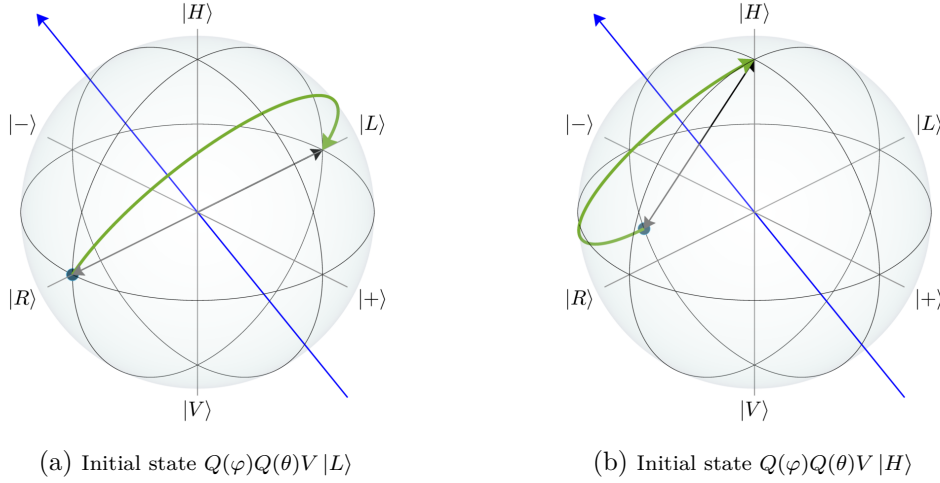 |H⟩
|−⟩
|L⟩
|R⟩
|+⟩
|V⟩
(a) Initial state Q(φ)Q(θ)V |L⟩
|H⟩
|−⟩
|L⟩
|R⟩
|+⟩
|V⟩
(b) Initial state Q(φ)Q(θ)V |H⟩